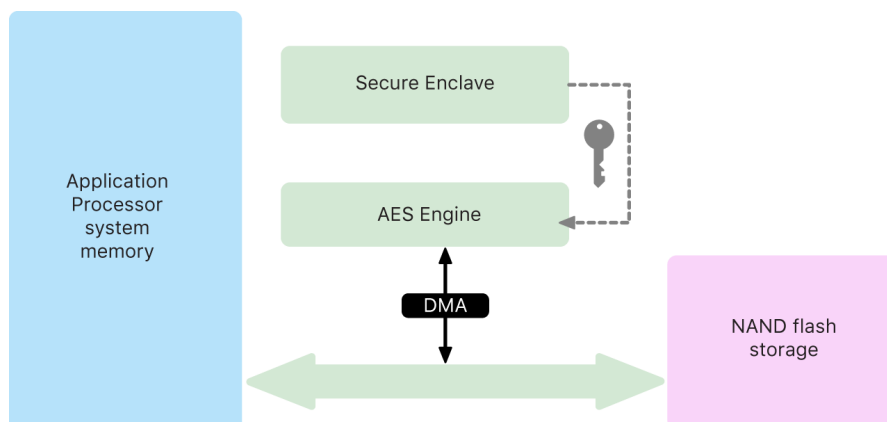 Application
Processor
system
memory
Secure Enclave
AES Engine
DMA
NAND flash
storage